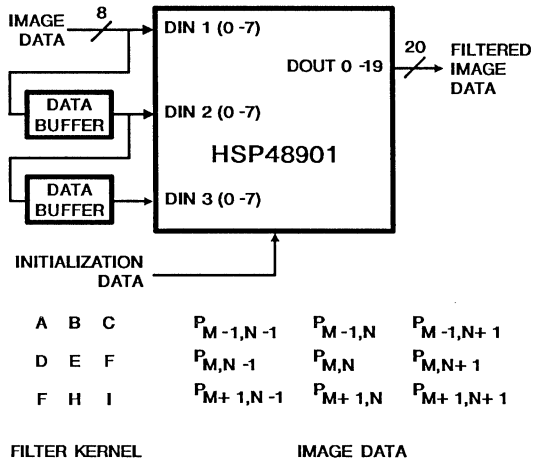 IMAGE DATA
8
DIN 1 (0 -7)
20
FILTERED IMAGE DATA
DOUT 0 -19
DATA BUFFER
DIN 2 (0 -7)
HSP48901
DATA BUFFER
DIN 3 (0 -7)
INITIALIZATION DATA
A B C P M -1,N -1 P M -1,N P M -1,N+ 1
D E F P M,N -1 P M,N P M,N+ 1
F H I P M+ 1,N -1 P M+ 1,N P M+ 1,N+ 1
FILTER KERNEL IMAGE DATA